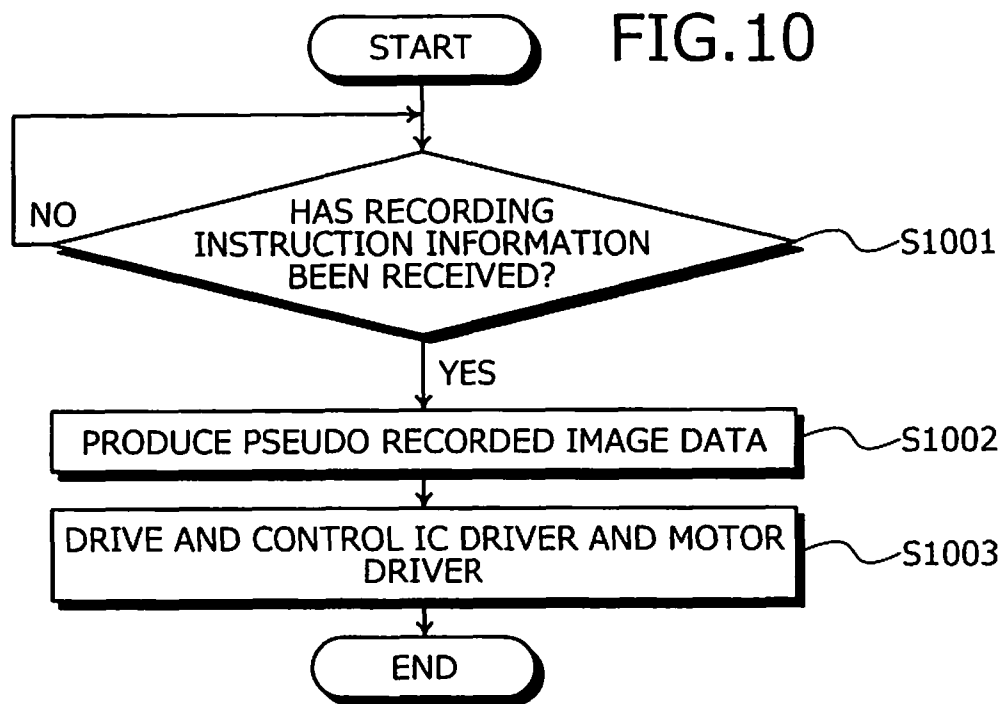 FIG.10
START
HAS RECORDING
INSTRUCTION INFORMATION
BEEN RECEIVED?
NO
S1001
YES
PRODUCE PSEUDO RECORDED IMAGE DATA
S1002
DRIVE AND CONTROL IC DRIVER AND MOTOR
DRIVER
S1003
END